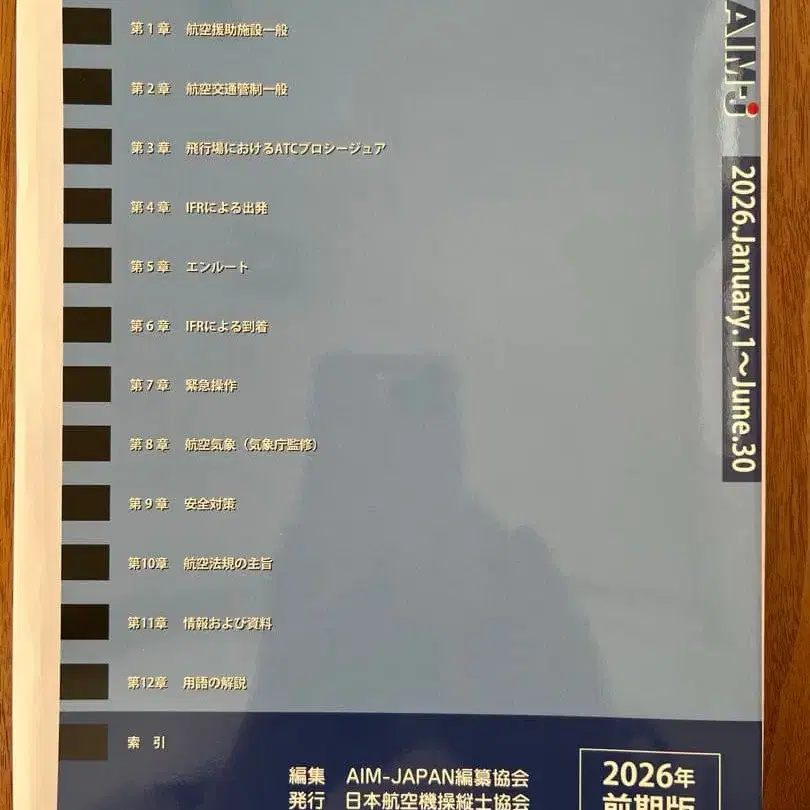 第1章 航空援助施設一般
第2章 航空交通管制一般
第3章 飛行場におけるATCプロシージュア
第4章 IFRによる出発
第5章 エンルート
第6章 IFRによる到着
第7章 緊急操作
第8章 航空気象（気象庁監修）
第9章 安全対策
第10章 航空法規の主旨
第11章 情報および資料
第12章 用語の解説
索 引
AIM-J
2026.January.1〜June.30
編集 AIM-JAPAN編纂協会
発行 日本航空機操縦士協会
2026年
前期版